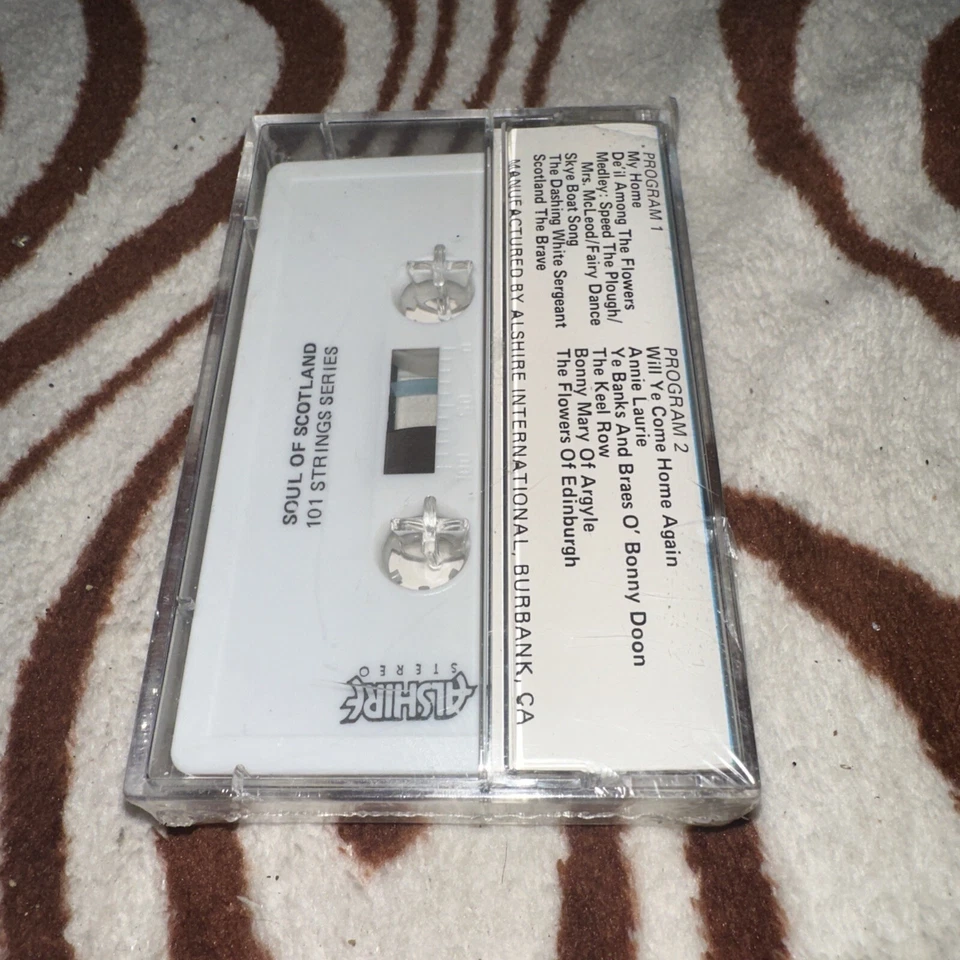 PROGRAM 1
My Home
De'il Among The Flowers
Medley: Speed The Plough/
Mrs. McLeod/Fairy Dance
Skye Boat Song
The Dashing White Sergeant
Scotland The Brave
PROGRAM 2
Will Ye Come Home Again
Annie Laurie
Ye Banks And Braes O' Bonny Doon
The Keel Row
Bonny Mary Of Argyle
The Flowers Of Edinburgh
MANUFACTURED BY ALSHIRE INTERNATIONAL, BURBANK, CA
SOUL OF SCOTLAND
101 STRINGS SERIES
ALSHIRE
STEREO